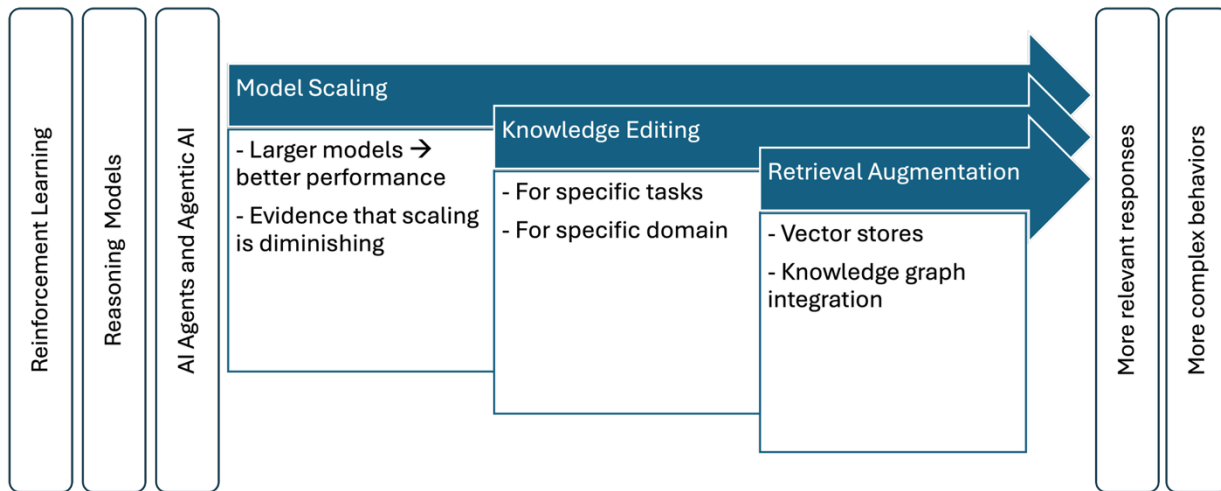 Reinforcement Learning
Reasoning  Models
AI Agents and Agentic AI
Model Scaling
- Larger models →
better performance
- Evidence that scaling
is diminishing
Knowledge Editing
- For specific tasks
- For specific domain
Retrieval Augmentation
- Vector stores
- Knowledge graph
integration
More relevant responses
More complex behaviors